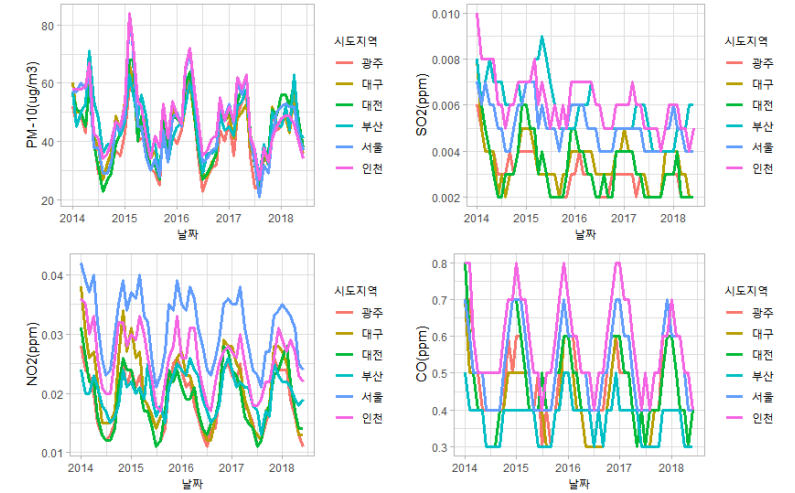 PM-10(ug/m3)
80
60
40
20
2014 2015 2016 2017 2018
날짜
시도지역
광주
대구
대전
부산
서울
인천
SO2(ppm)
0.010
0.008
0.006
0.004
0.002
2014 2015 2016 2017 2018
날짜
시도지역
광주
대구
대전
부산
서울
인천
NO2(ppm)
0.04
0.03
0.02
0.01
2014 2015 2016 2017 2018
날짜
시도지역
광주
대구
대전
부산
서울
인천
CO(ppm)
0.8
0.7
0.6
0.5
0.4
0.3
2014 2015 2016 2017 2018
날짜
시도지역
광주
대구
대전
부산
서울
인천